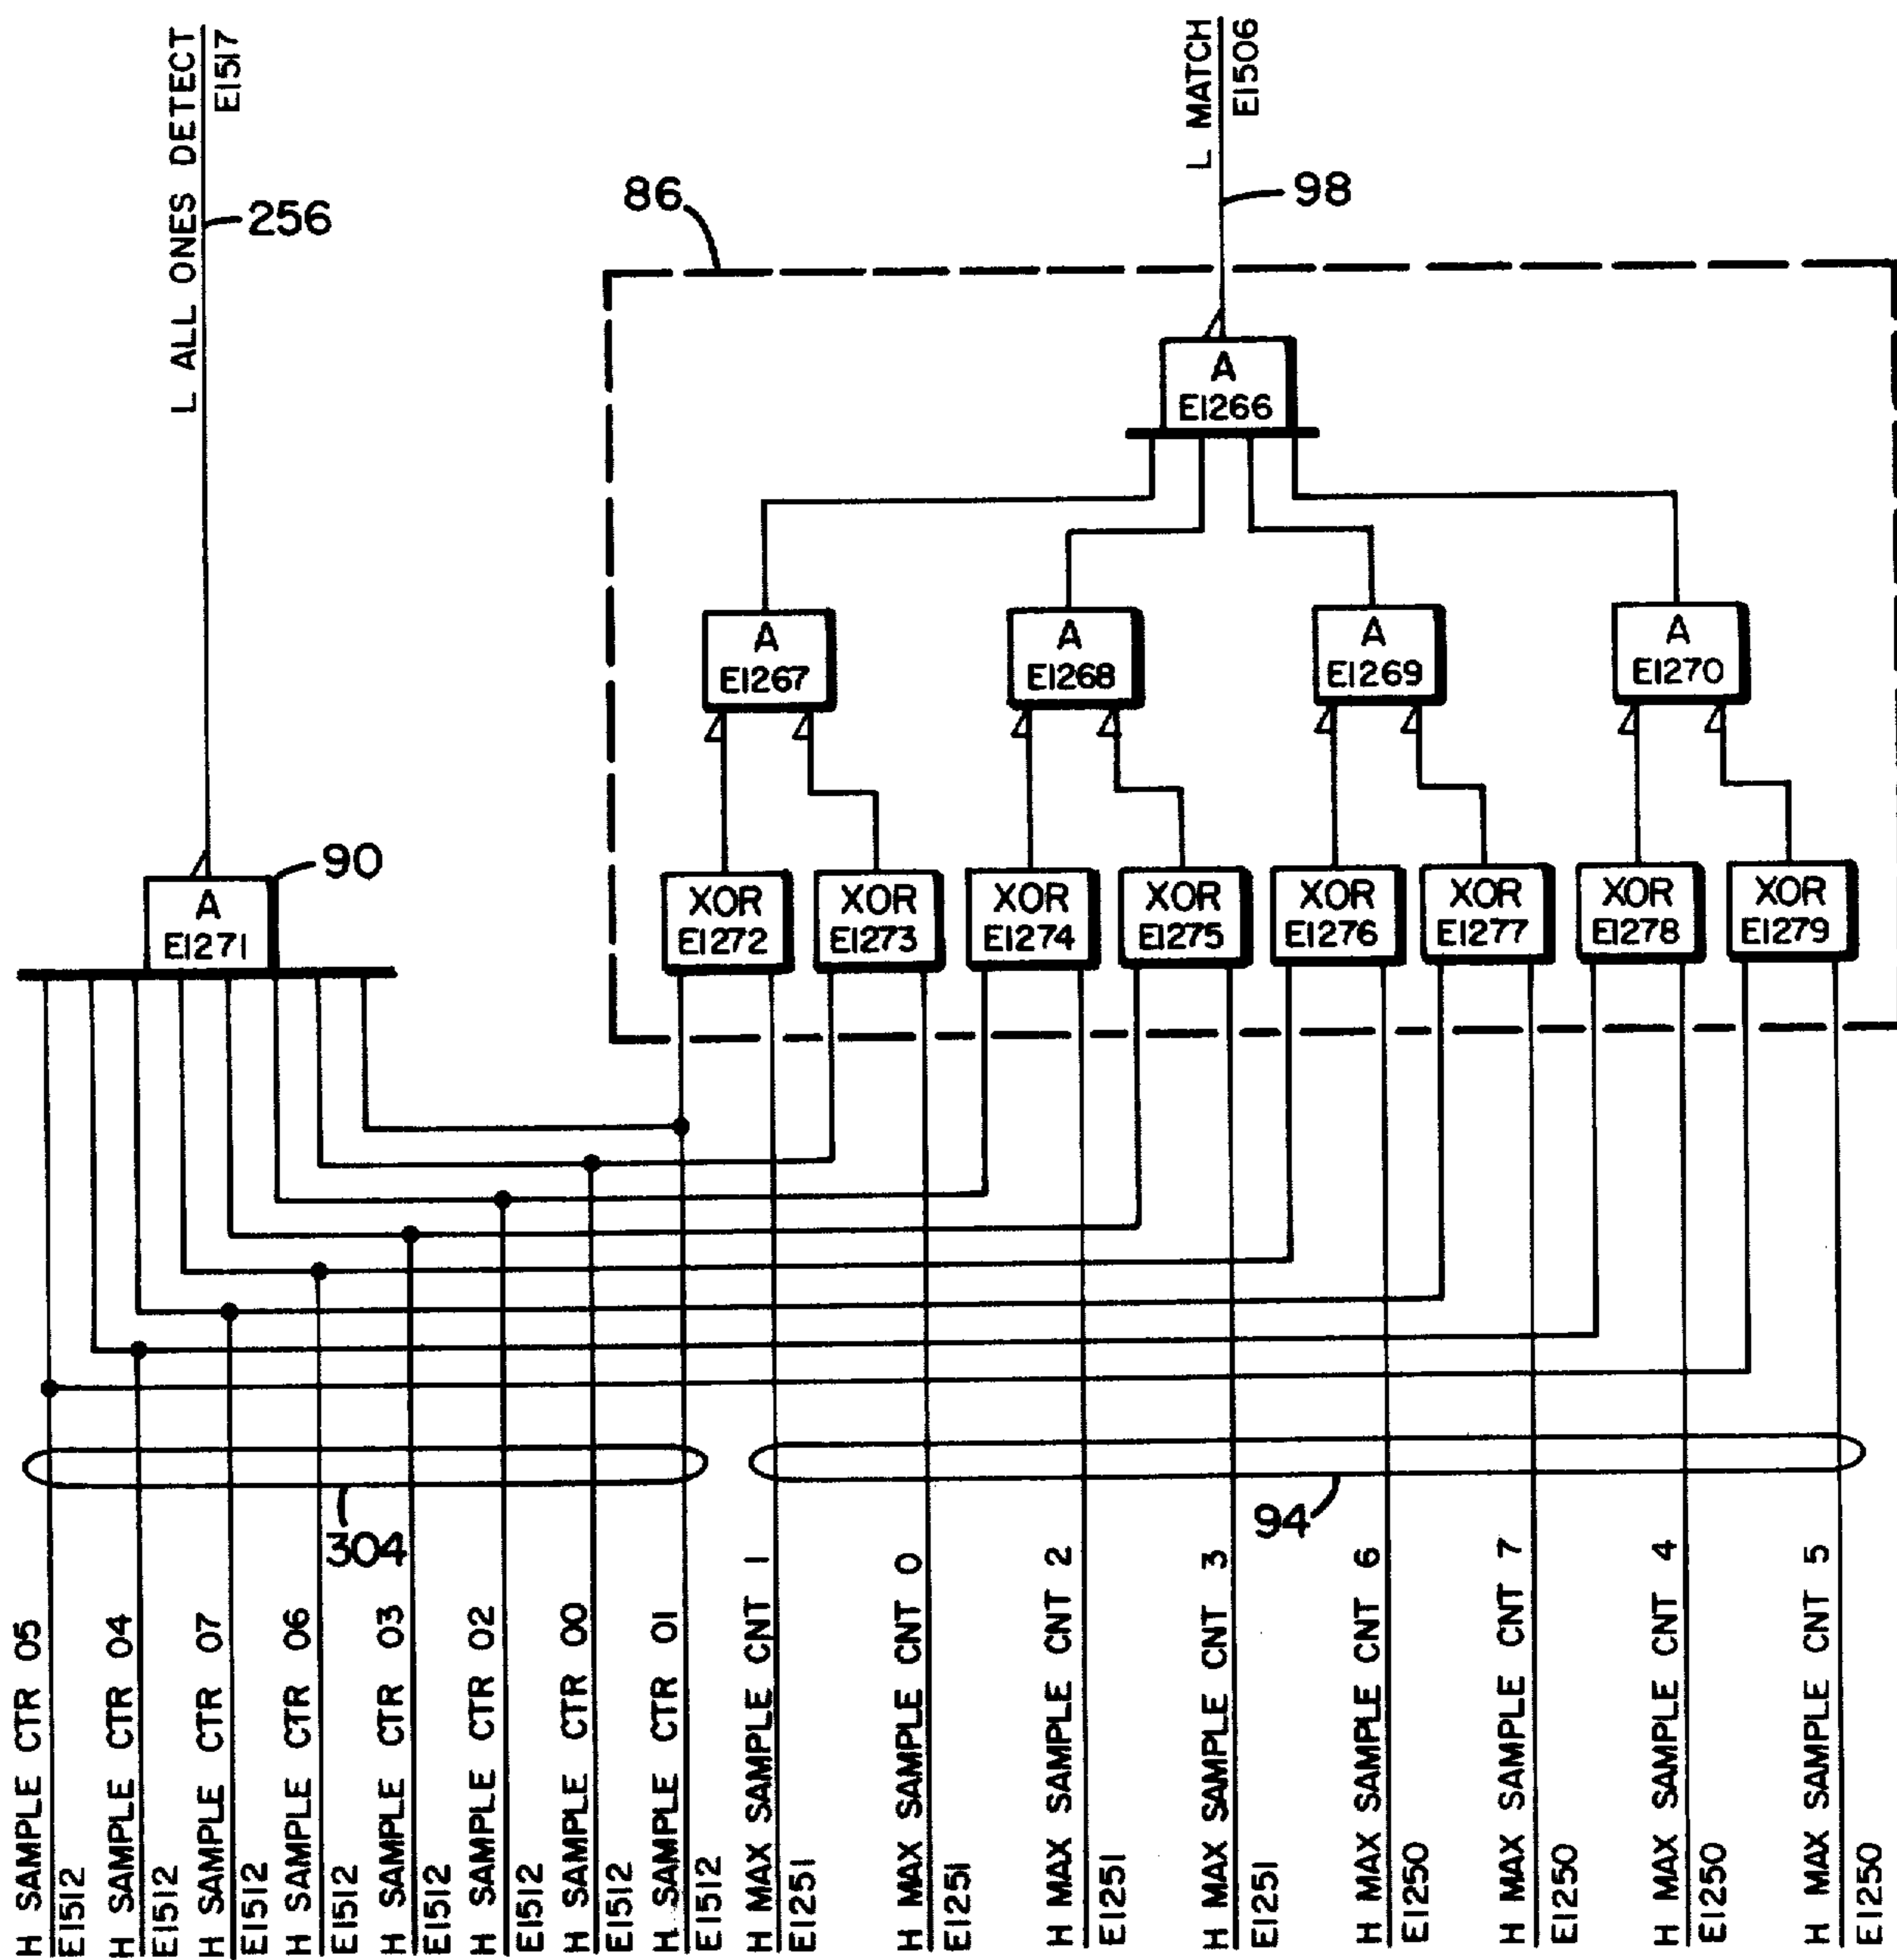 L ALL ONES DETECT
E1517
256
L MATCH
E1506
98
86
A
E1266
A
E1267
A
E1268
A
E1269
A
E1270
90
A
E1271
XOR
E1272
XOR
E1273
XOR
E1274
XOR
E1275
XOR
E1276
XOR
E1277
XOR
E1278
XOR
E1279
304
94
H SAMPLE CTR 05
E1512
H SAMPLE CTR 04
E1512
H SAMPLE CTR 07
E1512
H SAMPLE CTR 06
E1512
H SAMPLE CTR 03
E1512
H SAMPLE CTR 02
E1512
H SAMPLE CTR 00
E1512
H SAMPLE CTR 01
E1512
H MAX SAMPLE CNT 1
E1251
H MAX SAMPLE CNT 0
E1251
H MAX SAMPLE CNT 2
E1251
H MAX SAMPLE CNT 3
E1251
H MAX SAMPLE CNT 6
E1250
H MAX SAMPLE CNT 7
E1250
H MAX SAMPLE CNT 4
E1250
H MAX SAMPLE CNT 5
E1250